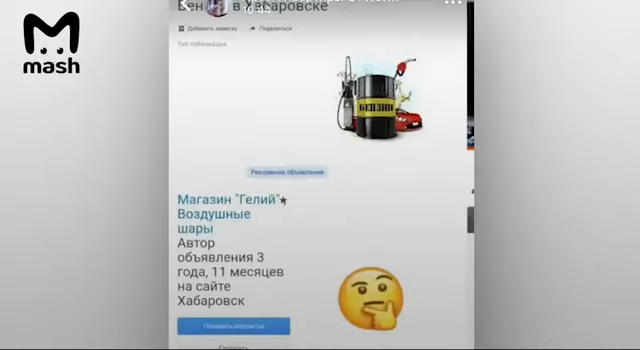 mash
в Хабаровске
Добавить заметку
Поделиться
Тип публикации
БЕНЗИН
Рекламное объявление
Магазин "Гелий"
Воздушные
шары
Автор
объявления 3
года, 11 месяцев
на сайте
Хабаровск
Показать контакты